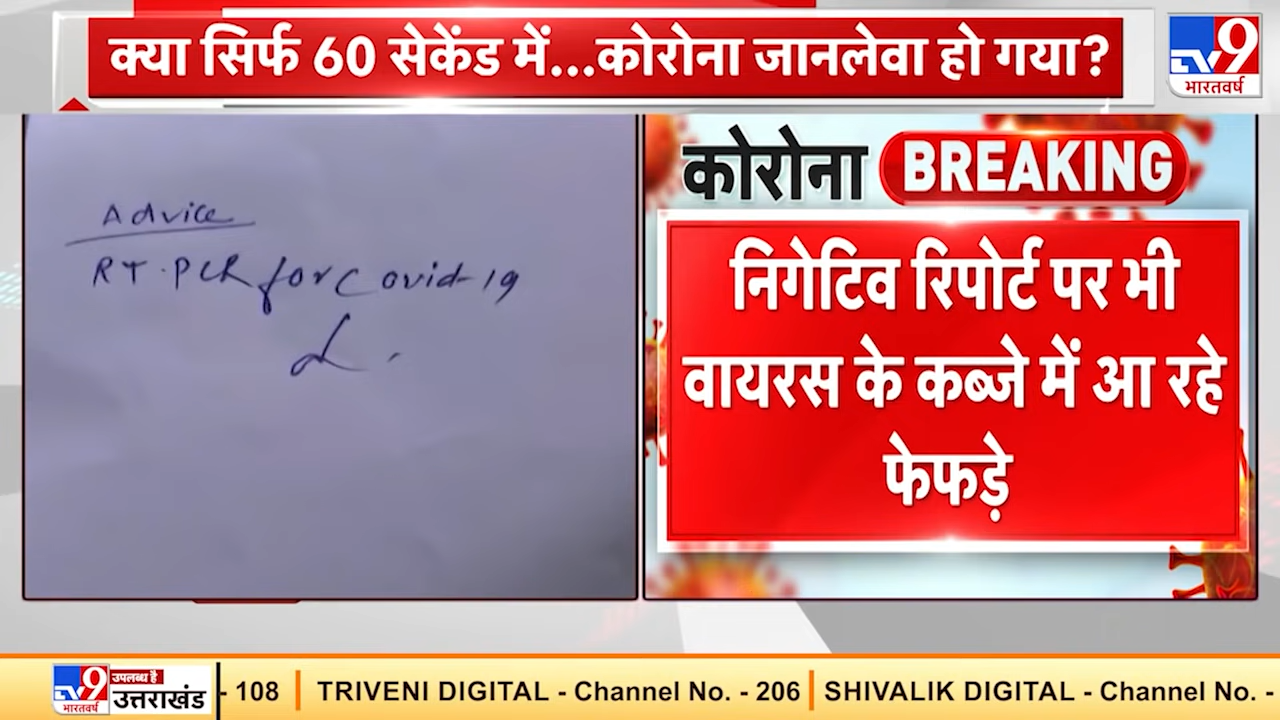 क्या सिर्फ 60 सेकेंड में...कोरोना जानलेवा हो गया?
TV9
भारतवर्ष
Advice
RT-PCR for Covid-19
कोरोना BREAKING
निगेटिव रिपोर्ट पर भी
वायरस के कब्जे में आ रहे
फेफड़े
TV9
भारतवर्ष
उपलब्ध है
उत्तराखंड
- 108 | TRIVENI DIGITAL - Channel No. - 206 | SHIVALIK DIGITAL - Channel No. -